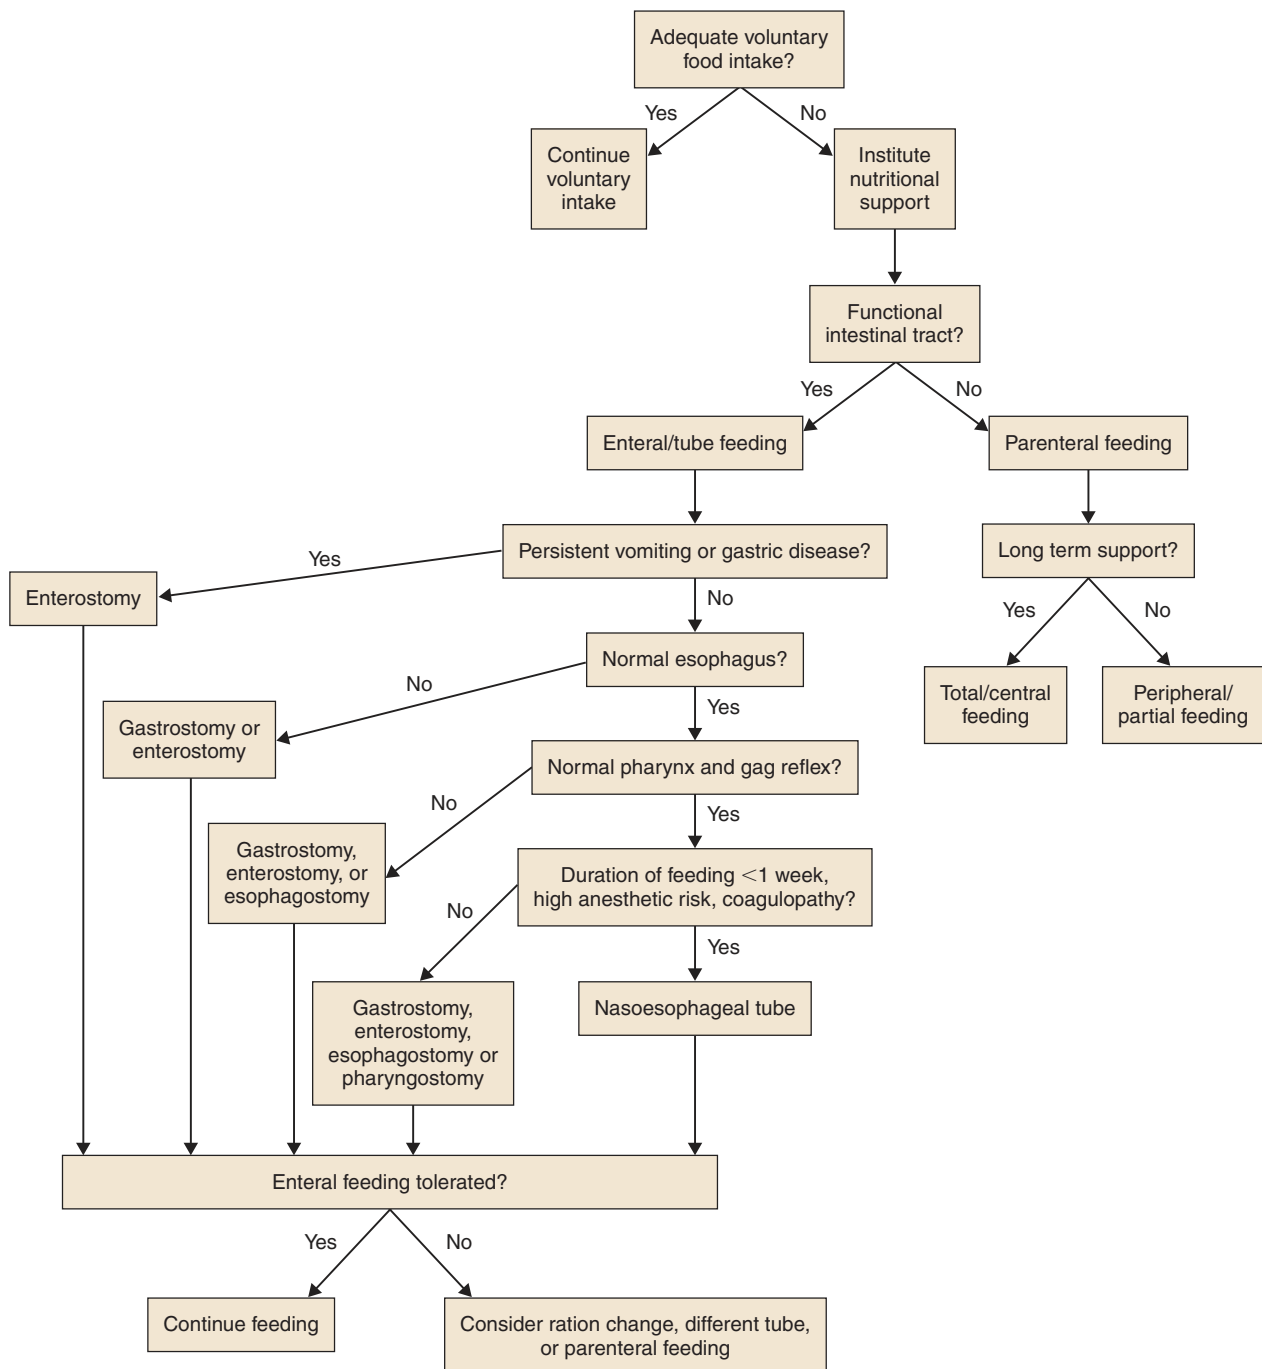 Adequate voluntary
food intake?
Yes
No
Continue
voluntary
intake
Institute
nutritional
support
Functional
intestinal tract?
Yes
No
Enteral/tube feeding
Parenteral feeding
Persistent vomiting or gastric disease?
Long term support?
Yes
Enterostomy
No
Yes
No
Normal esophagus?
Total/central
feeding
Peripheral/
partial feeding
No
Yes
Gastrostomy or
enterostomy
Normal pharynx and gag reflex?
No
Yes
Gastrostomy,
enterostomy, or
esophagostomy
Duration of feeding <1 week,
high anesthetic risk, coagulopathy?
No
Yes
Gastrostomy,
enterostomy,
esophagostomy or
pharyngostomy
Nasoesophageal tube
Enteral feeding tolerated?
Yes
No
Continue feeding
Consider ration change, different tube,
or parenteral feeding